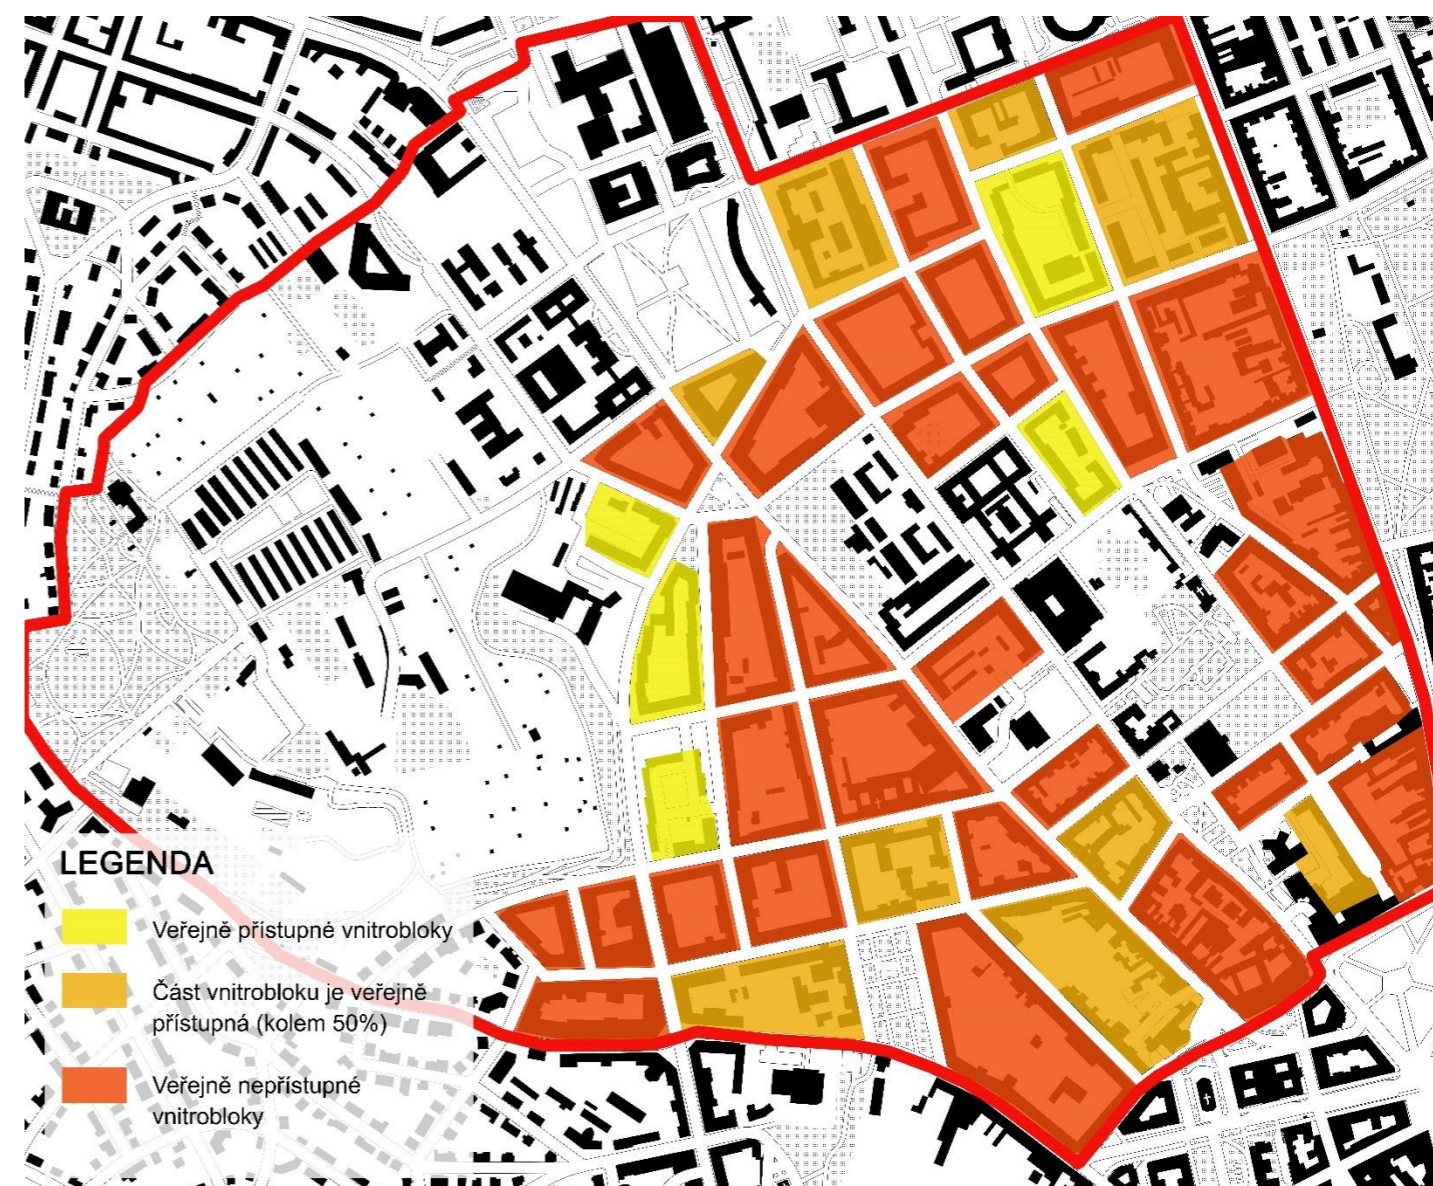 LEGENDA
Veřejně přístupné vnitrobloky
Část vnitrobloku je veřejně
přístupná (kolem 50%)
Veřejně nepřístupné
vnitrobloky